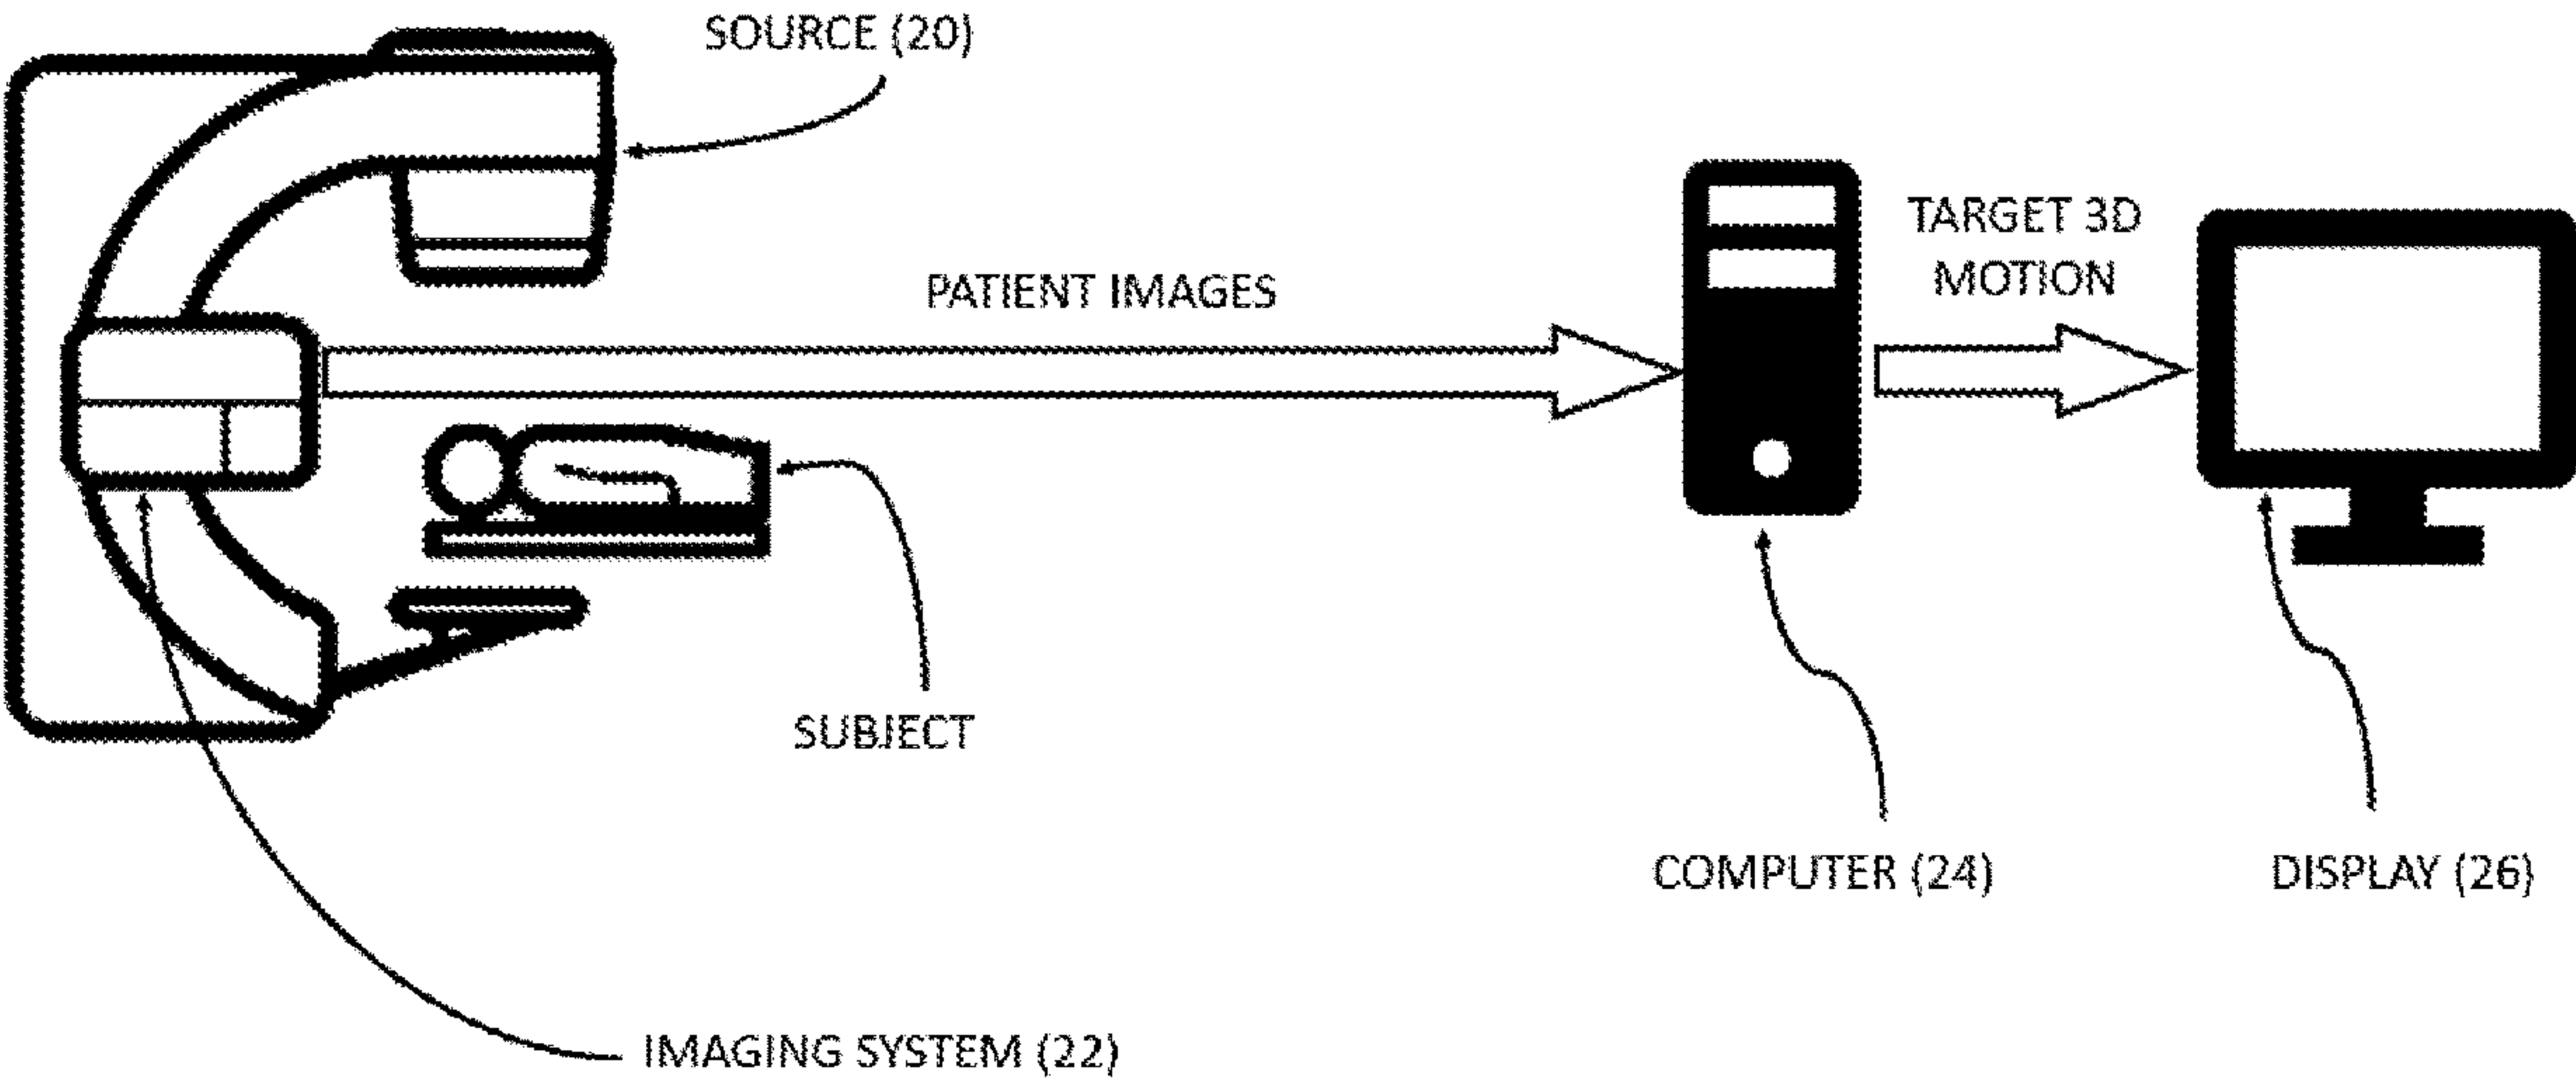 SOURCE (20)
TARGET 3D
MOTION
PATIENT IMAGES
SUBJECT
COMPUTER (24)
DISPLAY (26)
IMAGING SYSTEM (22)